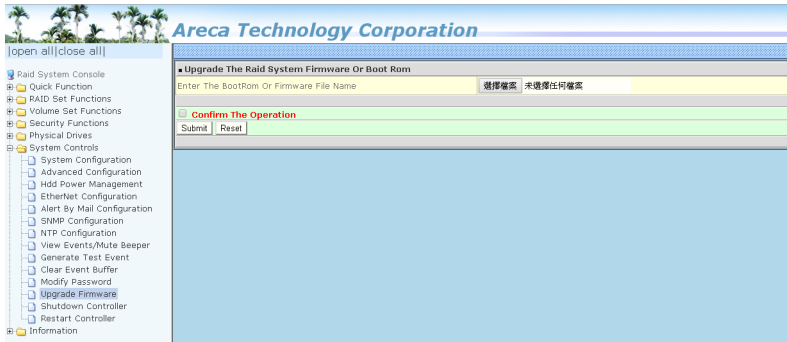 Areca Technology Corporation
|open all|close all|
Raid System Console
Quick Function
RAID Set Functions
Volume Set Functions
Security Functions
Physical Drives
System Controls
System Configuration
Advanced Configuration
Hdd Power Management
EtherNet Configuration
Alert By Mail Configuration
SNMP Configuration
NTP Configuration
View Events/Mute Beeper
Generate Test Event
Clear Event Buffer
Modify Password
Upgrade Firmware
Shutdown Controller
Restart Controller
Information
Upgrade The Raid System Firmware Or Boot Rom
Enter The BootRom Or Firmware File Name 選擇檔案 未選擇任何檔案
Confirm The Operation
Submit Reset